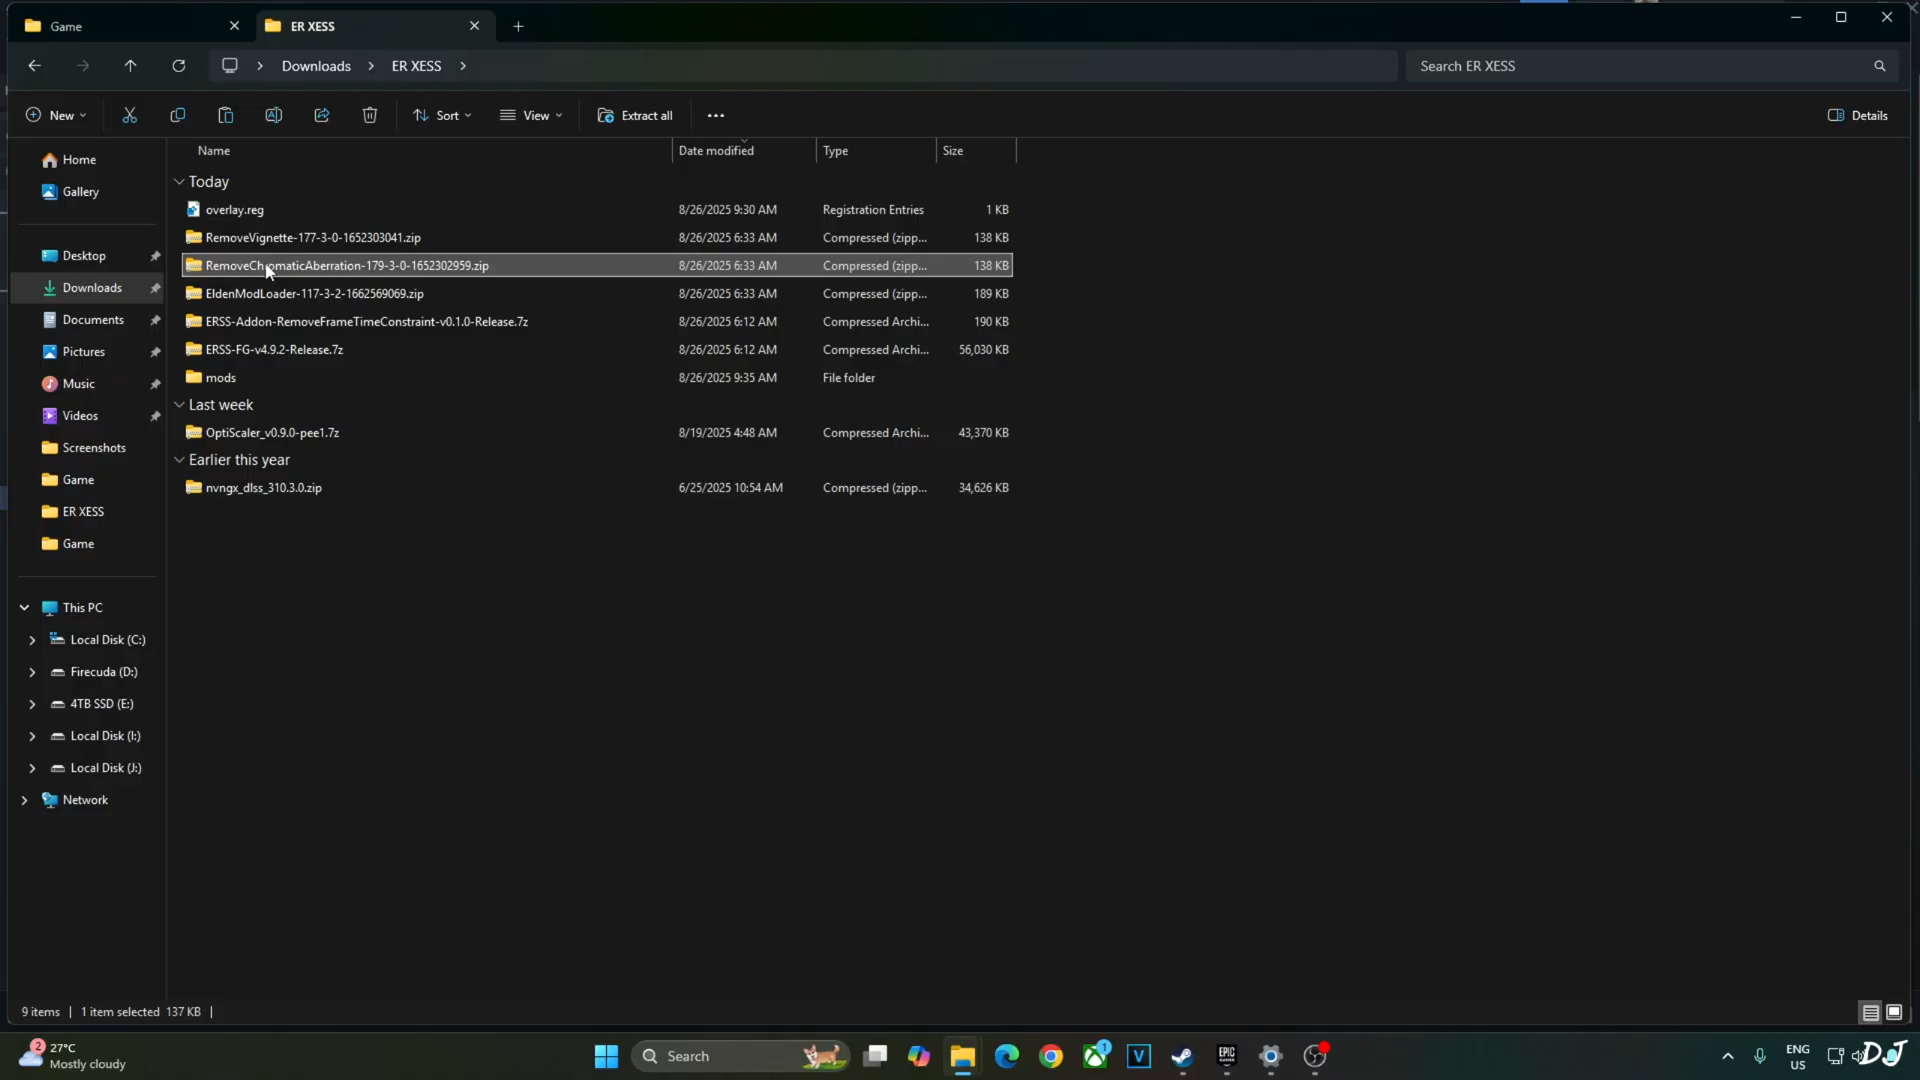 Game
ER XESS
Downloads
ER XESS
Search ER XESS
New
Sort
View
Extract all
Details
Name
Date modified
Type
Size
Today
overlay.reg 8/26/2025 9:30 AM Registration Entries 1 KB
RemoveVignette-177-3-0-1652303041.zip 8/26/2025 6:33 AM Compressed (zipp... 138 KB
RemoveChromaticAberration-179-3-0-1652302959.zip 8/26/2025 6:33 AM Compressed (zipp... 138 KB
EldenModLoader-117-3-2-1662569069.zip 8/26/2025 6:33 AM Compressed (zipp... 189 KB
ERSS-Addon-RemoveFrameTimeConstraint-v0.1.0-Release.7z 8/26/2025 6:12 AM Compressed Archi... 190 KB
ERSS-FG-v4.9.2-Release.7z 8/26/2025 6:12 AM Compressed Archi... 56,030 KB
mods 8/26/2025 9:35 AM File folder
Last week
OptiScaler_v0.9.0-pee1.7z 8/19/2025 4:48 AM Compressed Archi... 43,370 KB
Earlier this year
nvngx_dlss_310.3.0.zip 6/25/2025 10:54 AM Compressed (zipp... 34,626 KB
Home
Gallery
Desktop
Downloads
Documents
Pictures
Music
Videos
Screenshots
Game
ER XESS
Game
This PC
Local Disk (C:)
Firecuda (D:)
4TB SSD (E:)
Local Disk (I:)
Local Disk (J:)
Network
9 items | 1 item selected 137 KB |
2
27°C
Mostly cloudy
Search
1
V
EPIC
GAMES
ENG
US
DJ